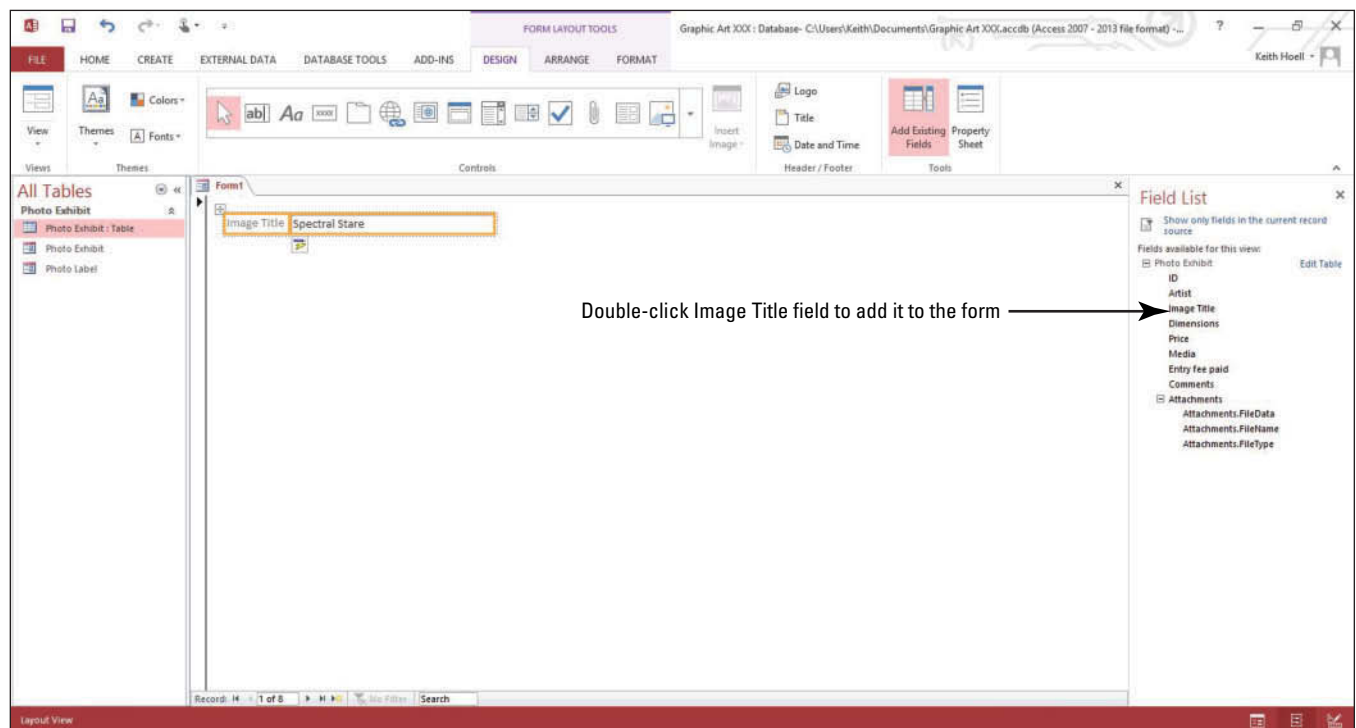 FORM LAYOUT TOOLS
Graphic Art XXX : Database- C:\Users\Keith\Documents\Graphic Art XXX.accdb (Access 2007 - 2013 file format) -...
?
FILE HOME CREATE EXTERNAL DATA DATABASE TOOLS ADD-INS DESIGN ARRANGE FORMAT
Keith Hoell
View
Themes
Aa
Colors
A Fonts
ab| Aa xxxx
Insert Image
Logo
Title
Date and Time
Add Existing Fields
Property Sheet
Views Themes Controls Header / Footer Tools
All Tables
Photo Exhibit
Photo Exhibit : Table
Photo Exhibit
Photo Label
Form1
Image Title Spectral Stare
Double-click Image Title field to add it to the form
Field List
Show only fields in the current record source
Fields available for this view:
Photo Exhibit Edit Table
ID
Artist
Image Title
Dimensions
Price
Media
Entry fee paid
Comments
Attachments
Attachments.FileData
Attachments.FileName
Attachments.FileType
Record: 1 of 8 No Filter Search
Layout View